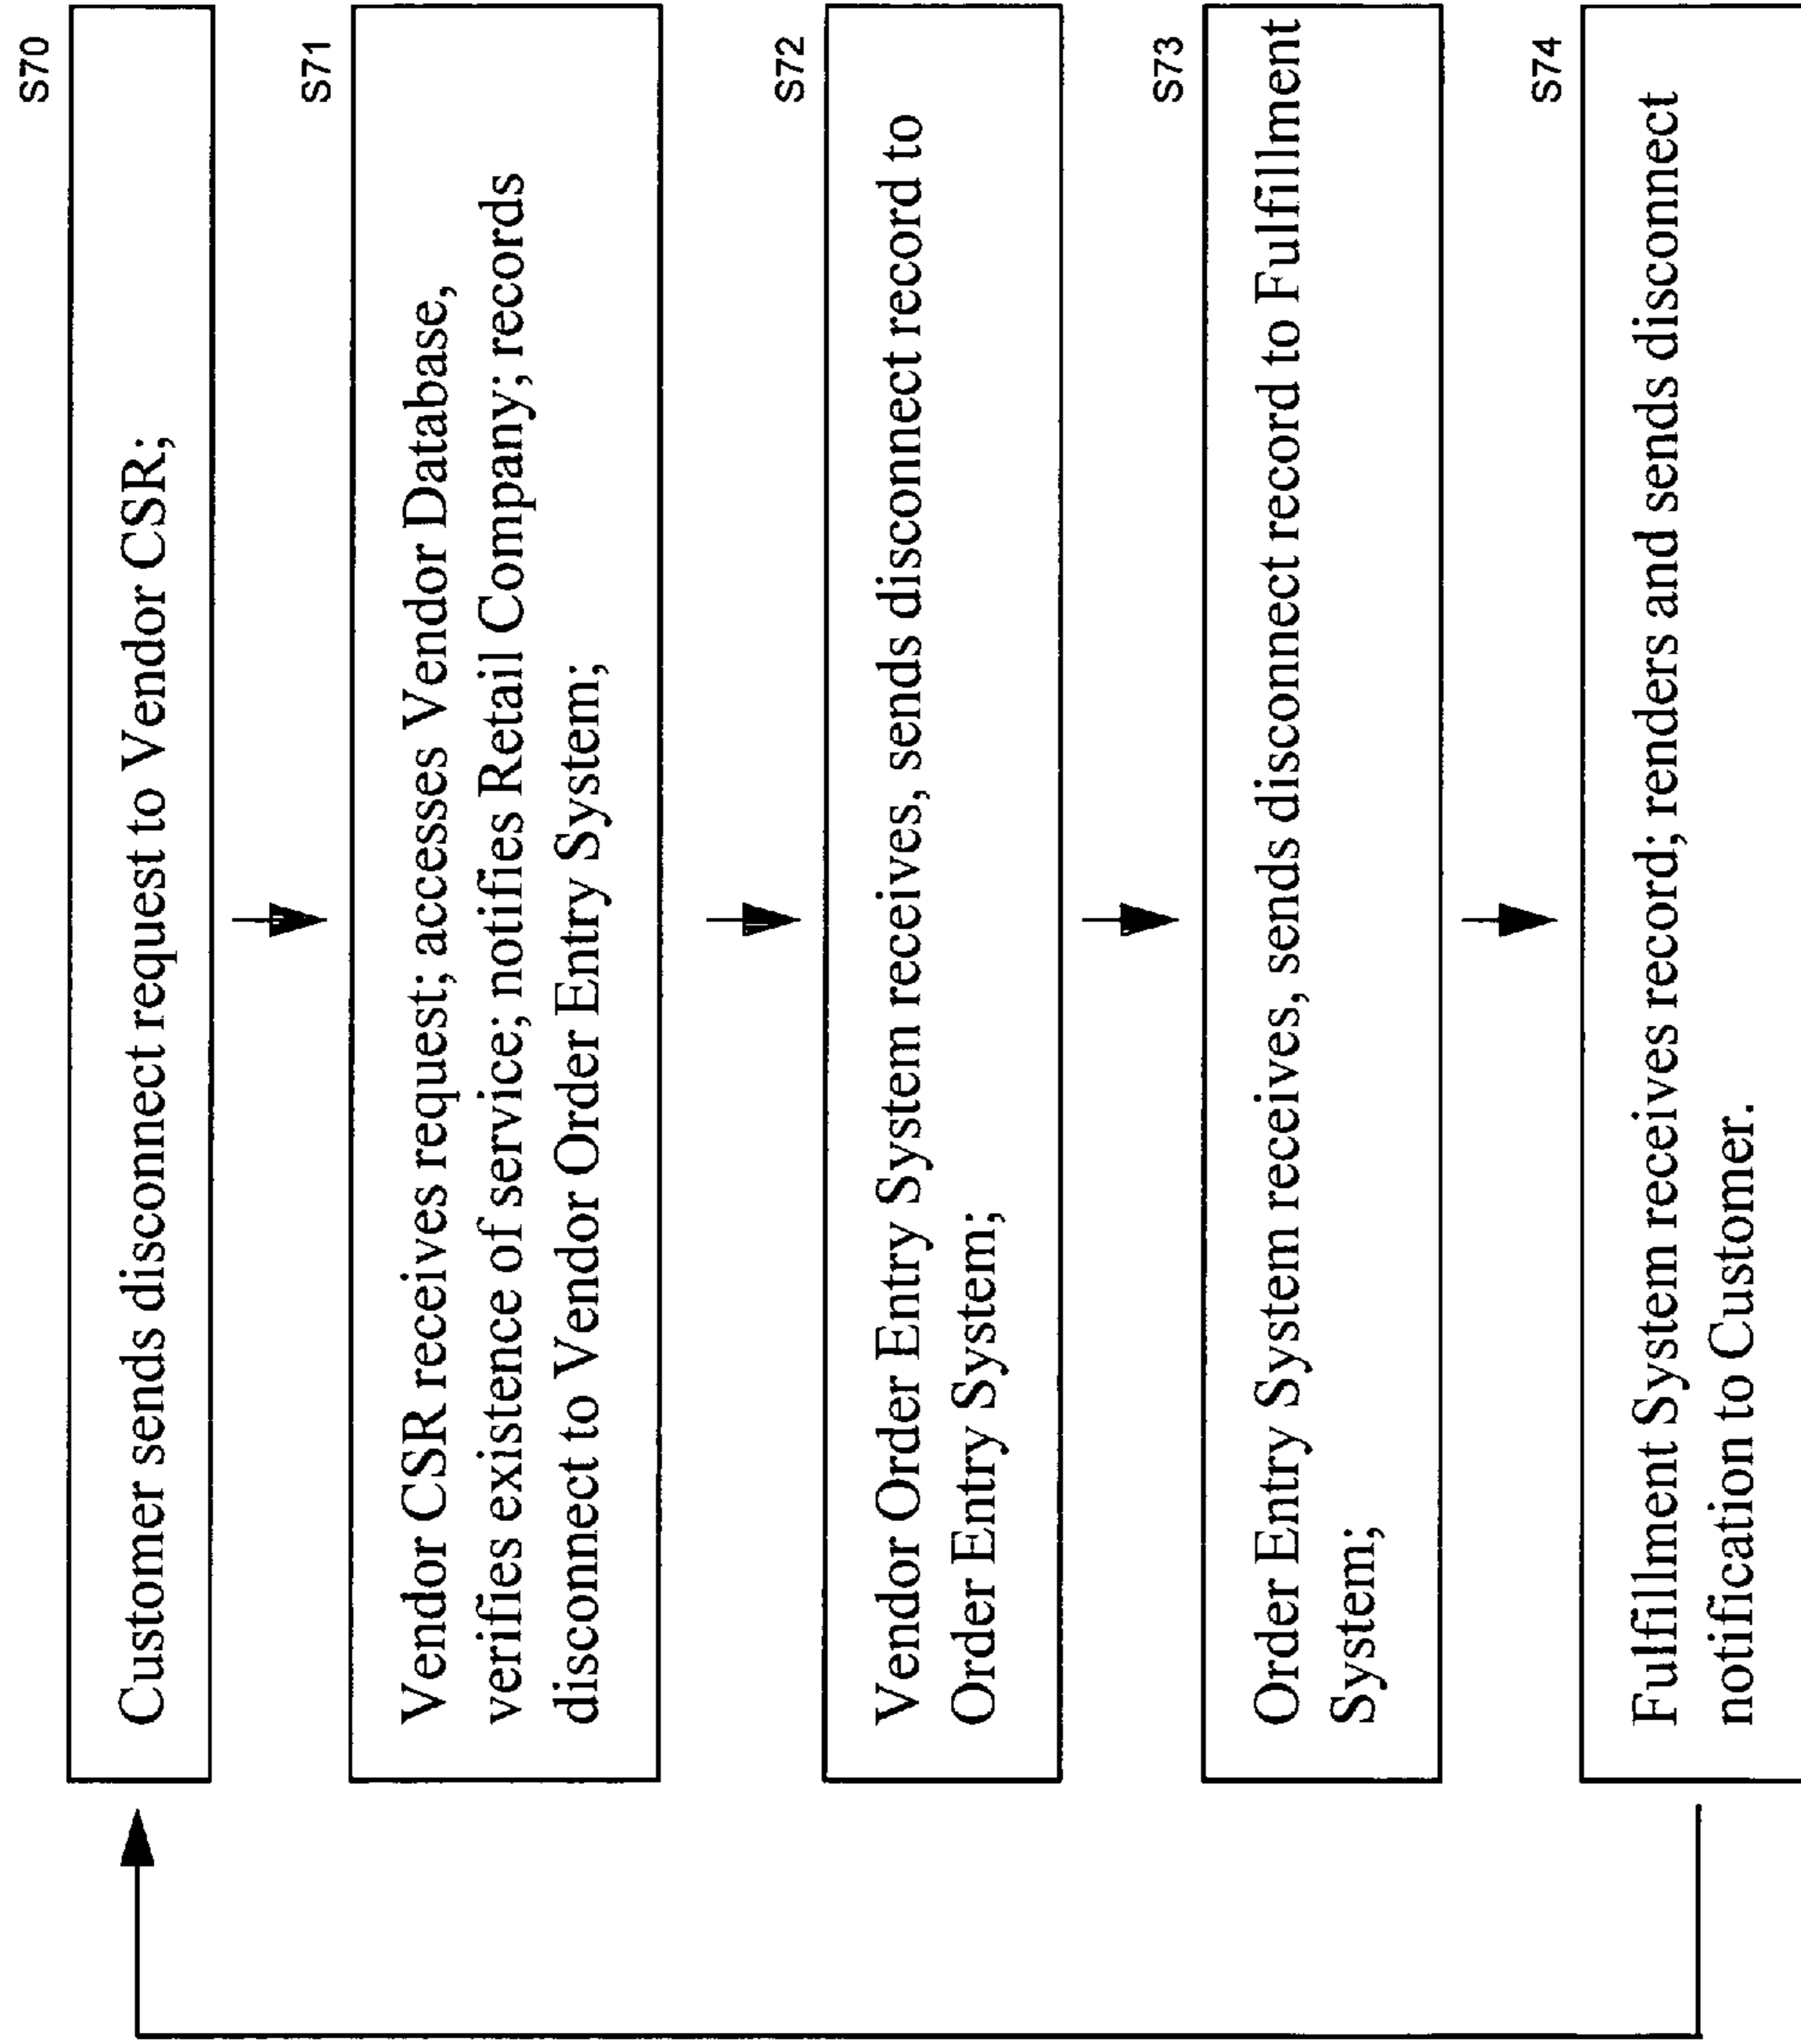 S70
Customer sends disconnect request to Vendor CSR;
S71
Vendor CSR receives request; accesses Vendor Database,
verifies existence of service; notifies Retail Company; records
disconnect to Vendor Order Entry System;
S72
Vendor Order Entry System receives, sends disconnect record to
Order Entry System;
S73
Order Entry System receives, sends disconnect record to Fulfillment
System;
S74
Fulfillment System receives record; renders and sends disconnect
notification to Customer.